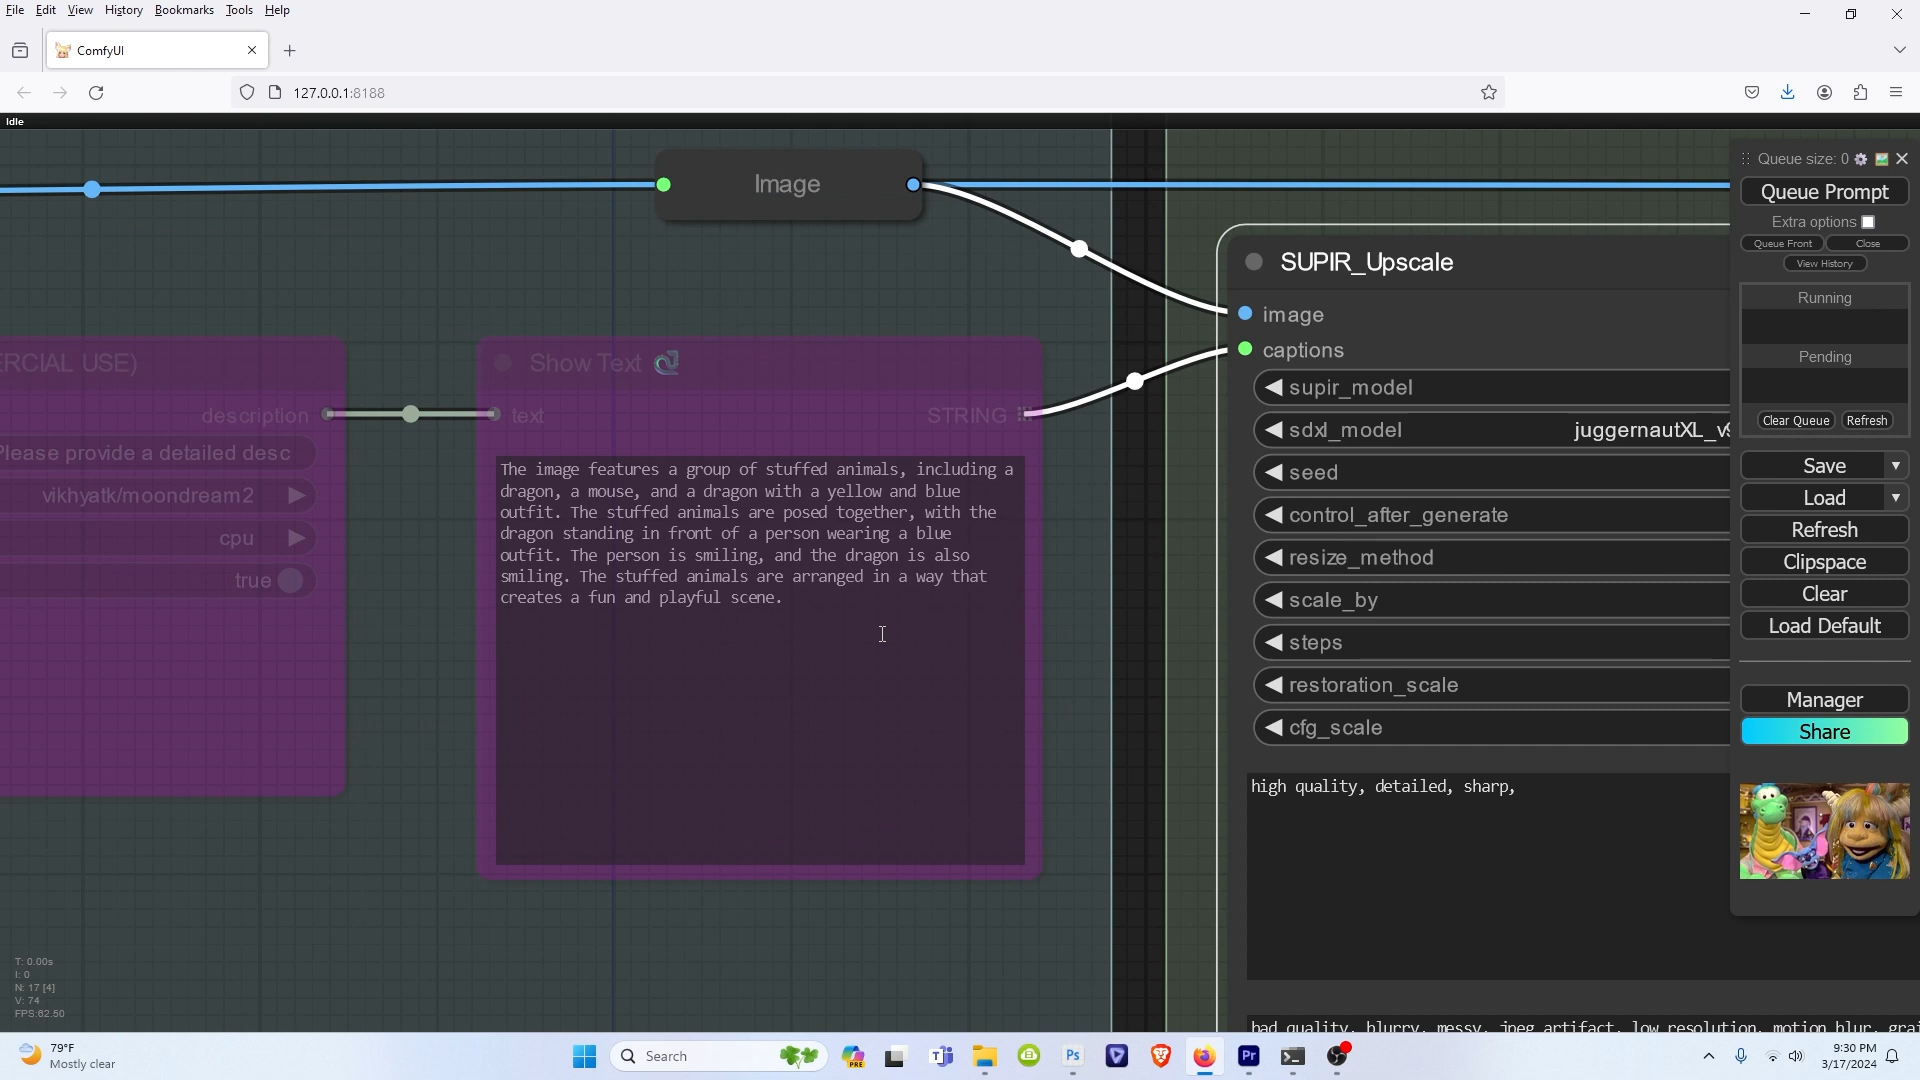 File Edit View History Bookmarks Tools Help
ComfyUI
127.0.0.1:8188
Idle
Image
Queue size: 0
Queue Prompt
Extra options
Queue Front Close
View History
Running
Pending
Clear Queue Refresh
Save
Load
Refresh
Clipspace
Clear
Load Default
Manager
Share
ERCIAL USE)
description
Please provide a detailed desc
vikhyatk/moondream2
cpu
true
Show Text
text STRING
The image features a group of stuffed animals, including a
dragon, a mouse, and a dragon with a yellow and blue
outfit. The stuffed animals are posed together, with the
dragon standing in front of a person wearing a blue
outfit. The person is smiling, and the dragon is also
smiling. The stuffed animals are arranged in a way that
creates a fun and playful scene.
SUPIR_Upscale
image
captions
supir_model
sdxl_model juggernautXL_v9
seed
control_after_generate
resize_method
scale_by
steps
restoration_scale
cfg_scale
high quality, detailed, sharp,
bad quality, blurry, messy, jpeg artifact, low resolution, motion blur, grai
T: 0.00s
I: 0
N: 17 [4]
V: 74
FPS:62.50
79°F
Mostly clear
Search
PRE
Ps
Pr
9:30 PM
3/17/2024